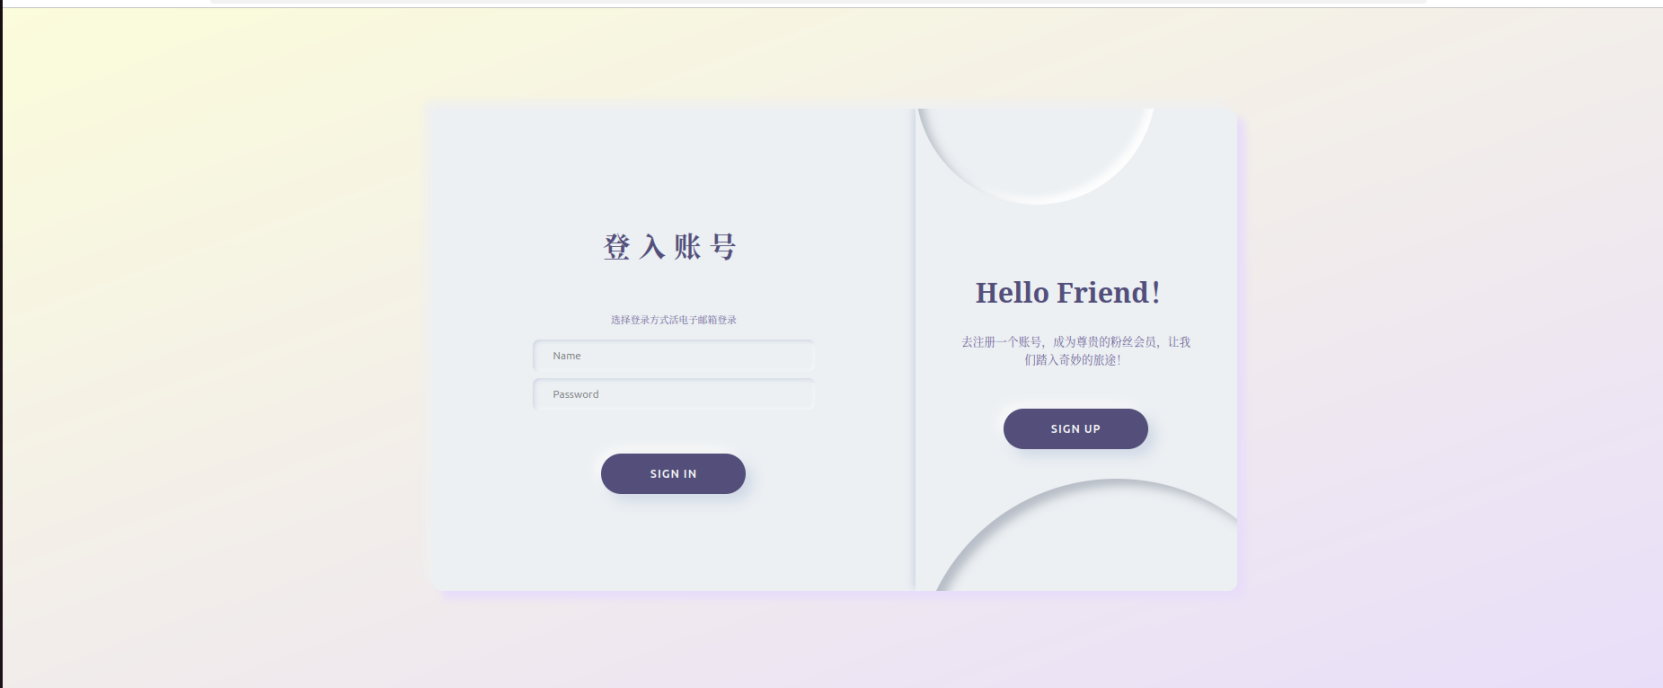 登入账号
选择登录方式活电子邮箱登录
Name
Password
SIGN IN
Hello Friend！
去注册一个账号，成为尊贵的粉丝会员，让我
们踏入奇妙的旅途！
SIGN UP